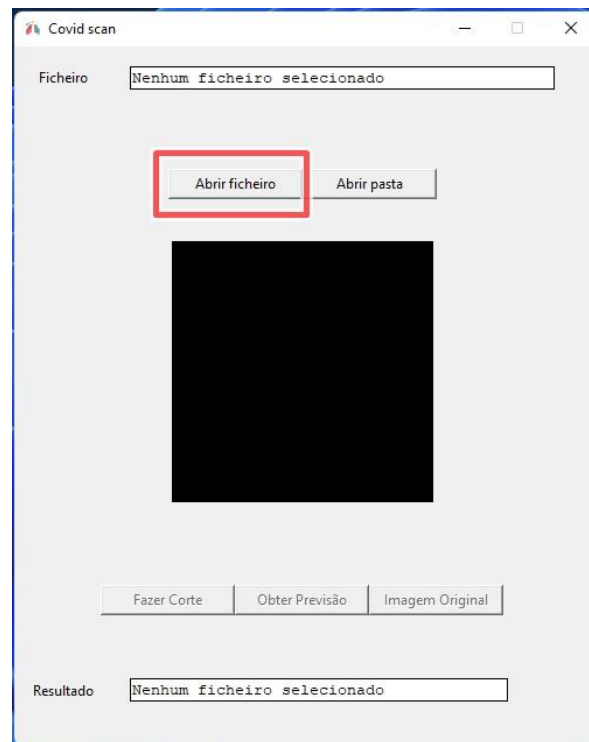 Covid scan
Ficheiro Nenhum ficheiro selecionado
Abrir ficheiro Abrir pasta
Fazer Corte Obter Previsão Imagem Original
Resultado Nenhum ficheiro selecionado